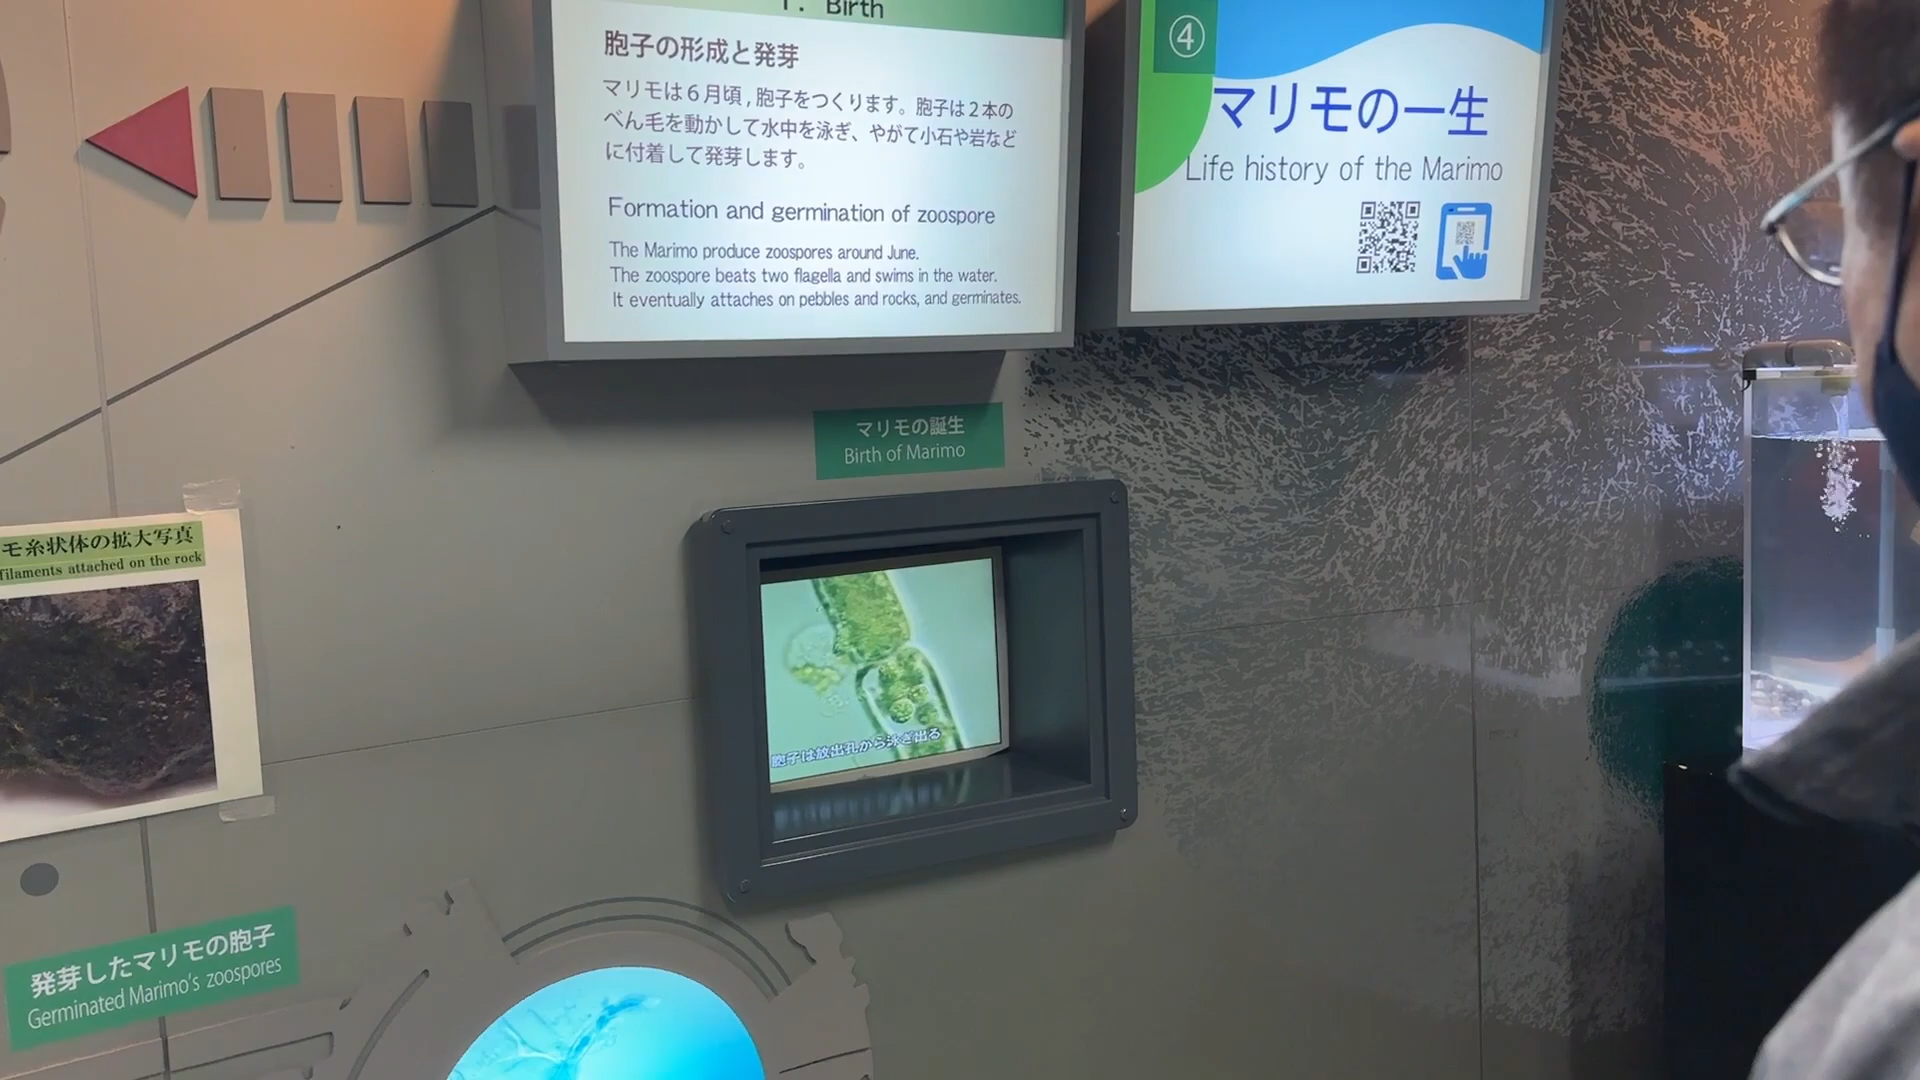 1. Birth
胞子の形成と発芽
マリモは6月頃,胞子をつくります。胞子は2本の
べん毛を動かして水中を泳ぎ、やがて小石や岩など
に付着して発芽します。
Formation and germination of zoospore
The Marimo produce zoospores around June.
The zoospore beats two flagella and swims in the water.
It eventually attaches on pebbles and rocks, and germinates.
④
マリモの一生
Life history of the Marimo
マリモの誕生
Birth of Marimo
胞子は放出孔から泳ぎ出る
モ糸状体の拡大写真
filaments attached on the rock
発芽したマリモの胞子
Germinated Marimo's zoospores